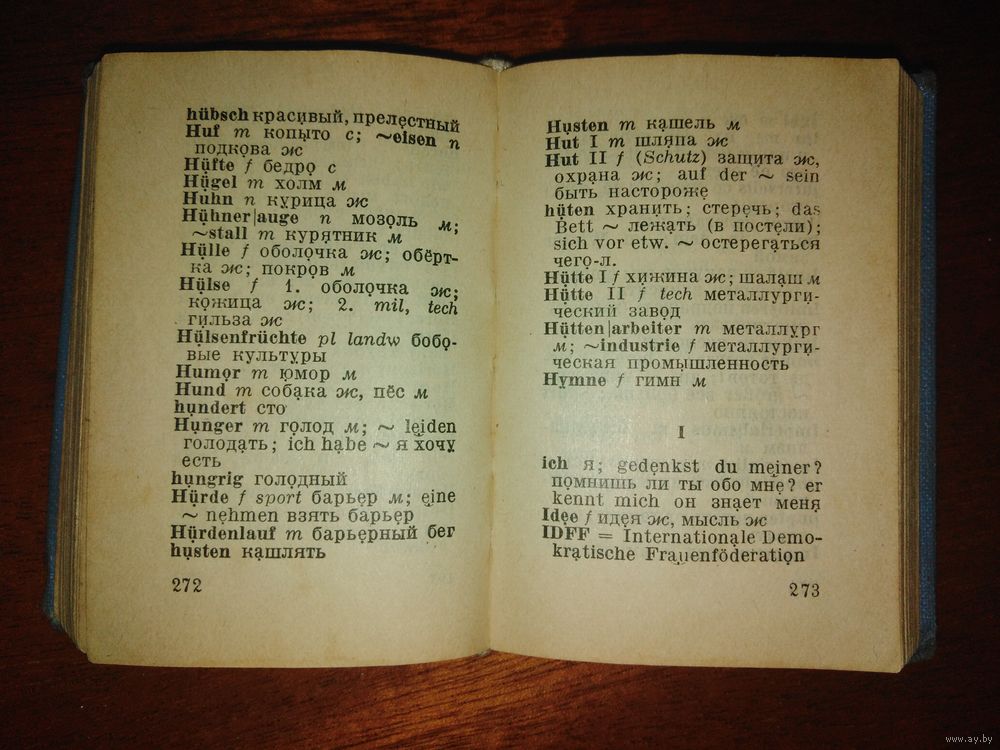 hübsch красивый, прелестный
Huf m копыто с; ~eisen n
подкова ж
Hüfte f бедро с
Hügel m холм м
Huhn n курица ж
Hühner|auge n мозоль м;
~stall m курятник м
Hülle f оболочка ж; обёрт-
ка ж; покров м
Hülse f 1. оболочка ж;
кожица ж; 2. mil, tech
гильза ж
Hülsenfrüchte pl landw бобо-
вые культуры
Humor m юмор м
Hund m собака ж, пёс м
hundert сто
Hunger m голод м; ~ leiden
голодать; ich habe ~ я хочу
есть
hungrig голодный
Hürde f sport барьер м; eine
~ nehmen взять барьер
Hürdenlauf m барьерный бег
husten кашлять
272
Husten m кашель м
Hut I m шляпа ж
Hut II f (Schutz) защита ж,
охрана ж; auf der ~ sein
быть настороже
hüten хранить; стеречь; das
Bett ~ лежать (в постели);
sich vor etw. ~ остерегаться
чего-л.
Hütte I f хижина ж; шалаш м
Hütte II f tech металлурги-
ческий завод
Hütten|arbeiter m металлург
м; ~industrie f металлурги-
ческая промышленность
Hymne f гимн м
I
ich я; gedenkst du meiner?
помнишь ли ты обо мне? er
kennt mich он знает меня
Idee f идея ж, мысль ж
IDFF = Internationale Demo-
kratische Frauenföderation
273
www.ay.by